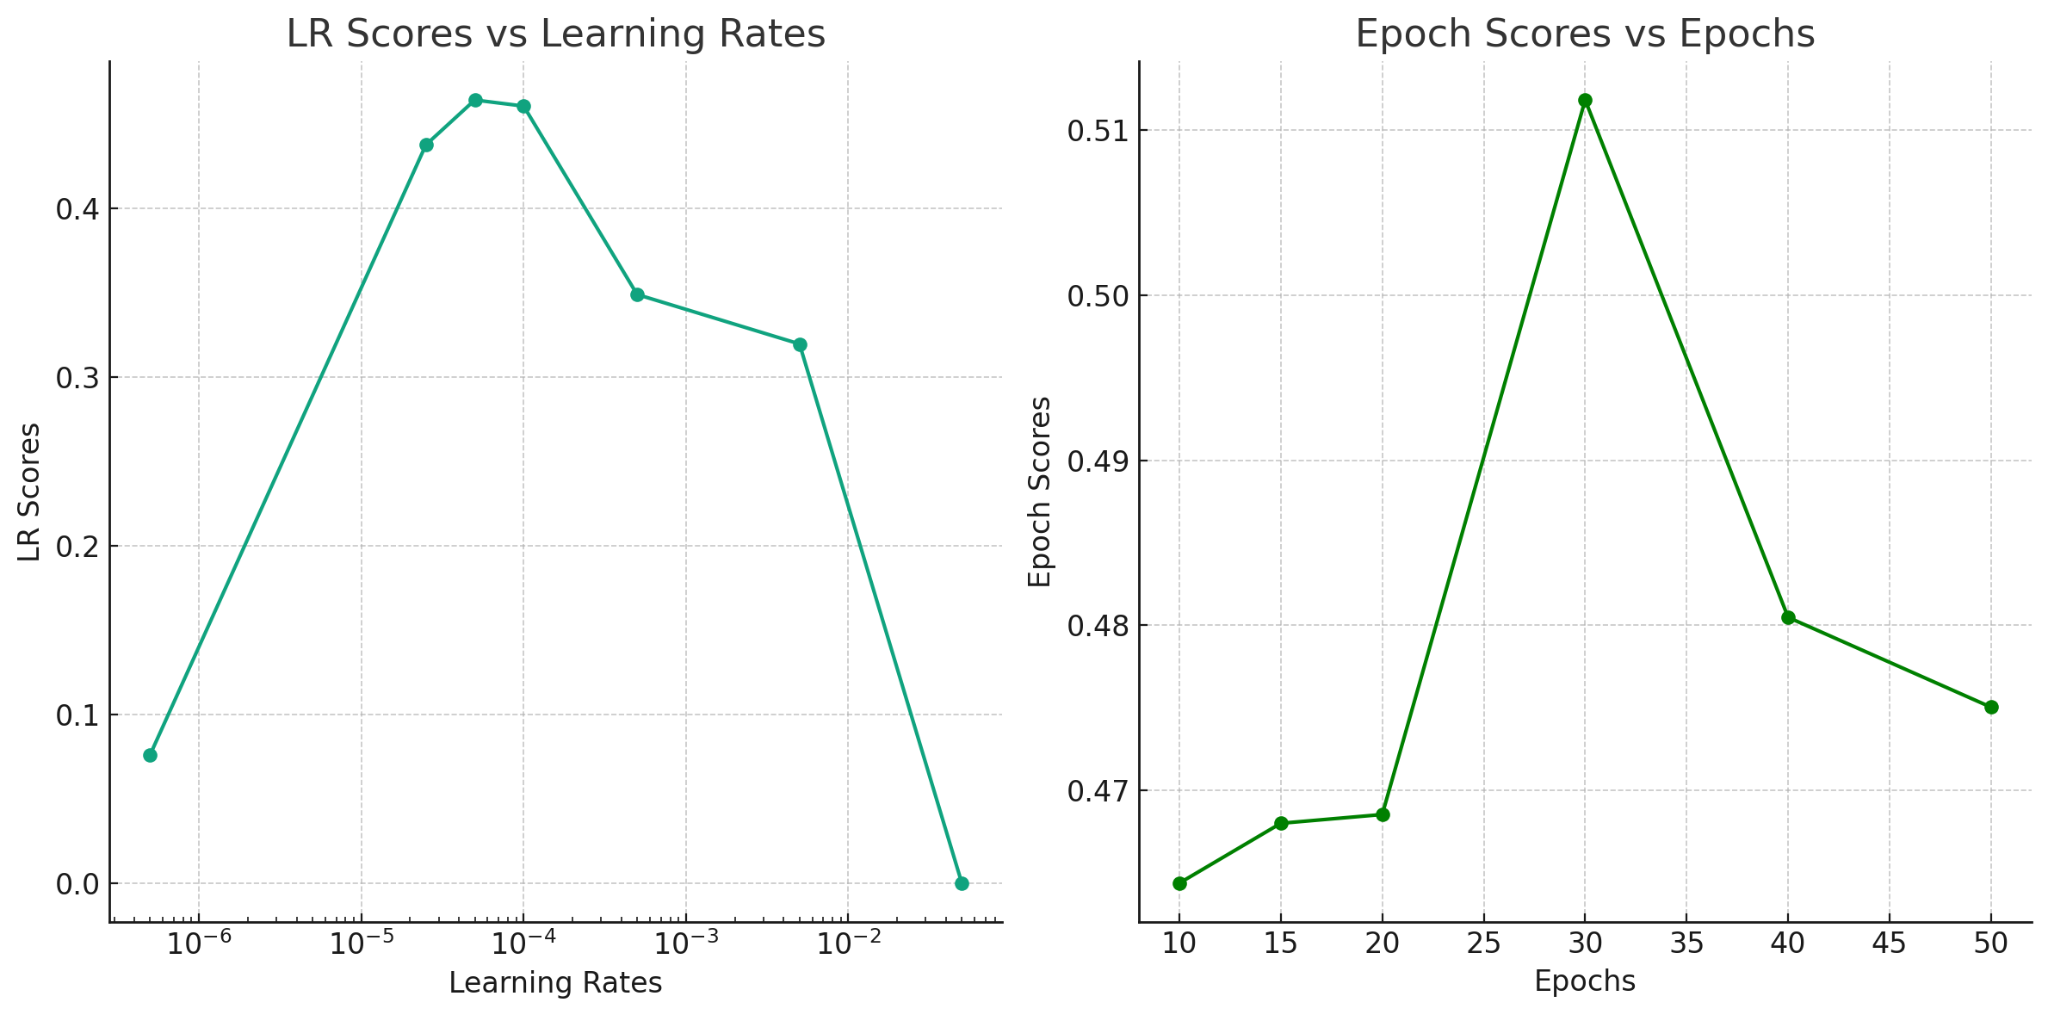 LR Scores vs Learning Rates
LR Scores
0.4
0.3
0.2
0.1
0.0
10⁻⁶ 10⁻⁵ 10⁻⁴ 10⁻³ 10⁻²
Learning Rates
Epoch Scores vs Epochs
Epoch Scores
0.51
0.50
0.49
0.48
0.47
10 15 20 25 30 35 40 45 50
Epochs